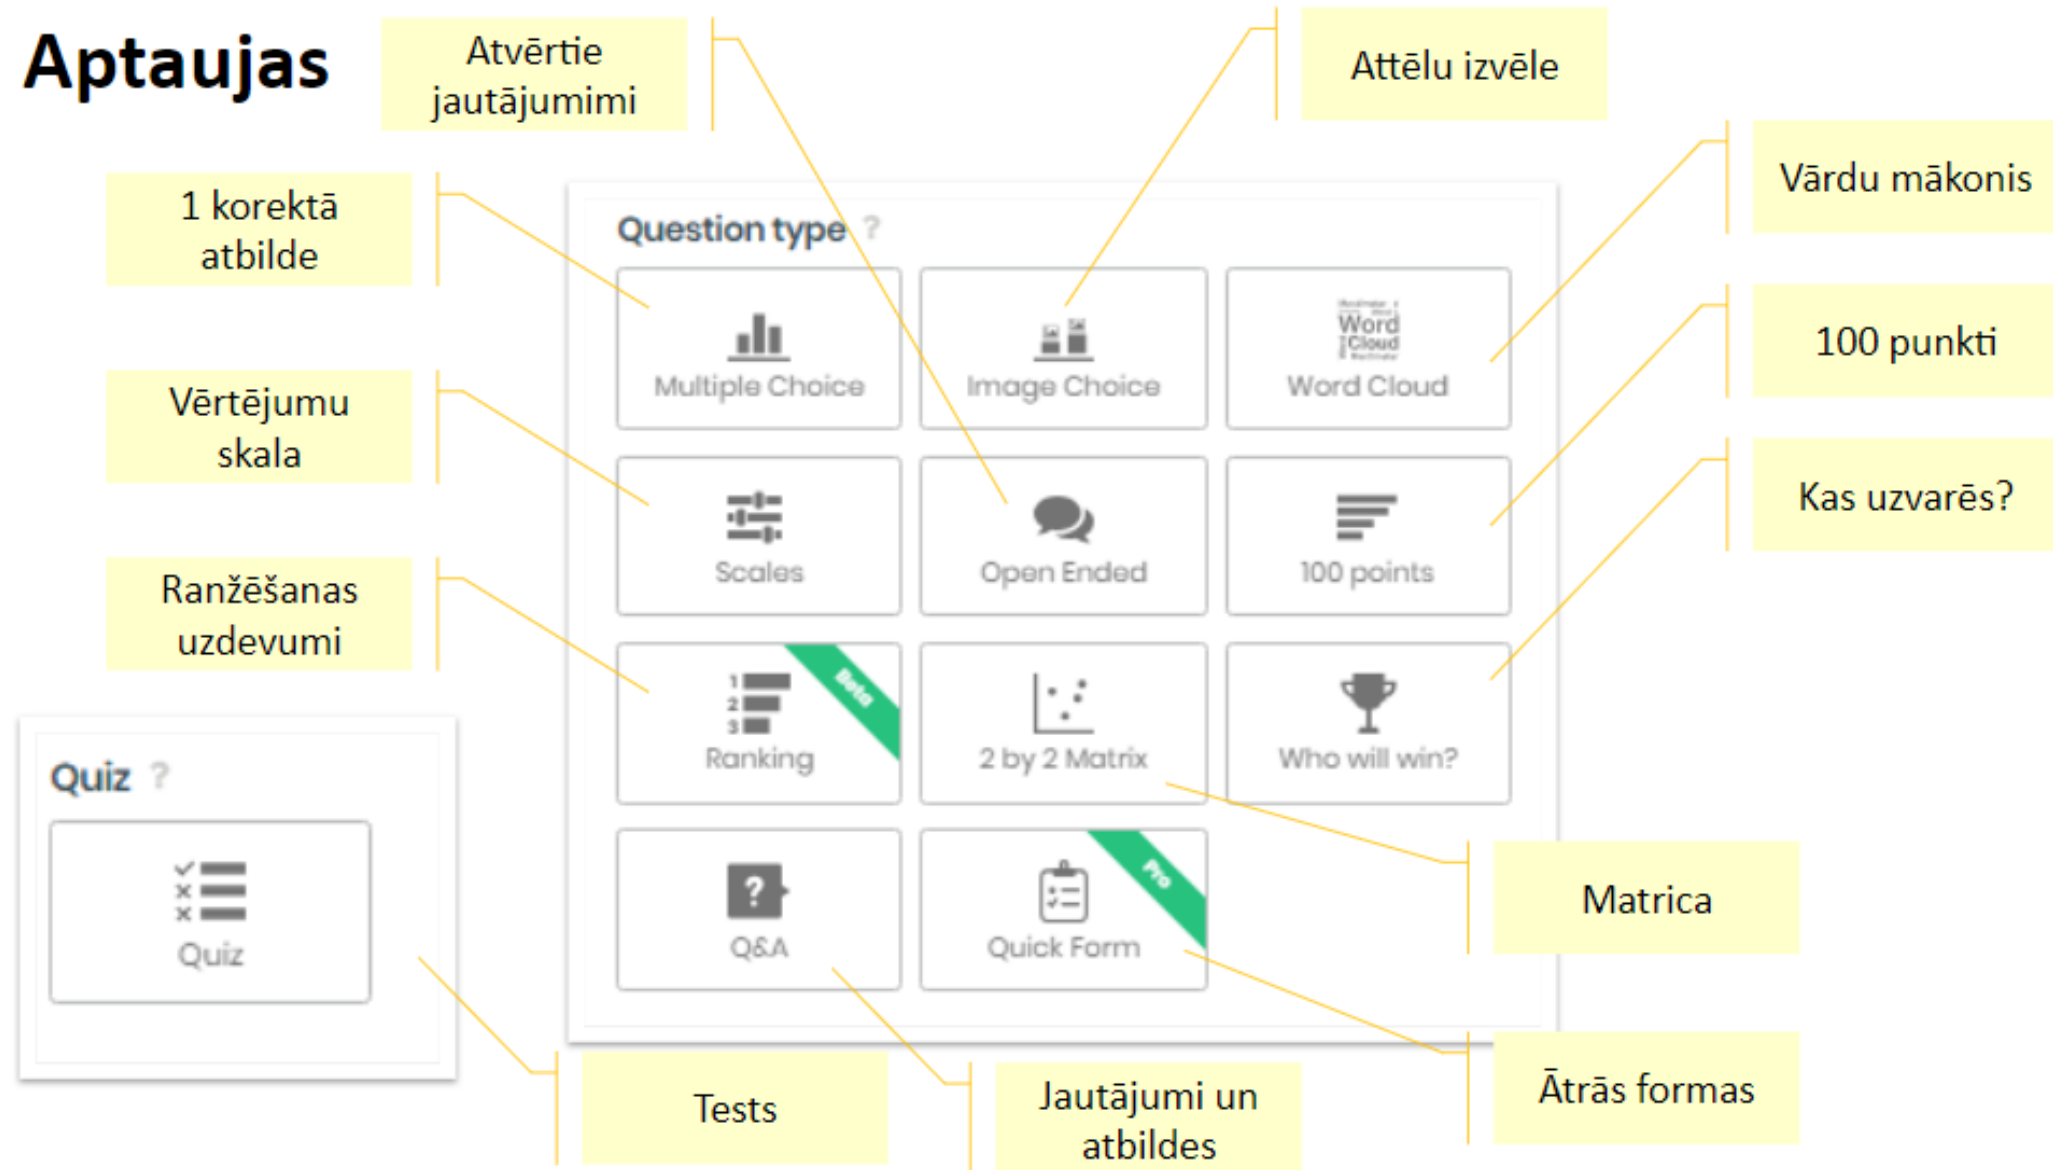 Aptaujas
Atvērtie
jautājumimi
Attēlu izvēle
Vārdu mākonis
1 korektā
atbilde
Question type ?
100 punkti
Multiple Choice
Image Choice
Word
Cloud
Word Cloud
Vērtējumu
skala
Kas uzvarēs?
Scales
Open Ended
100 points
Ranžēšanas
uzdevumi
Beta
1
2
3
Ranking
2 by 2 Matrix
Who will win?
Quiz ?
Quiz
Pro
?
Q&A
Quick Form
Matrica
Tests
Jautājumi un
atbildes
Ātrās formas